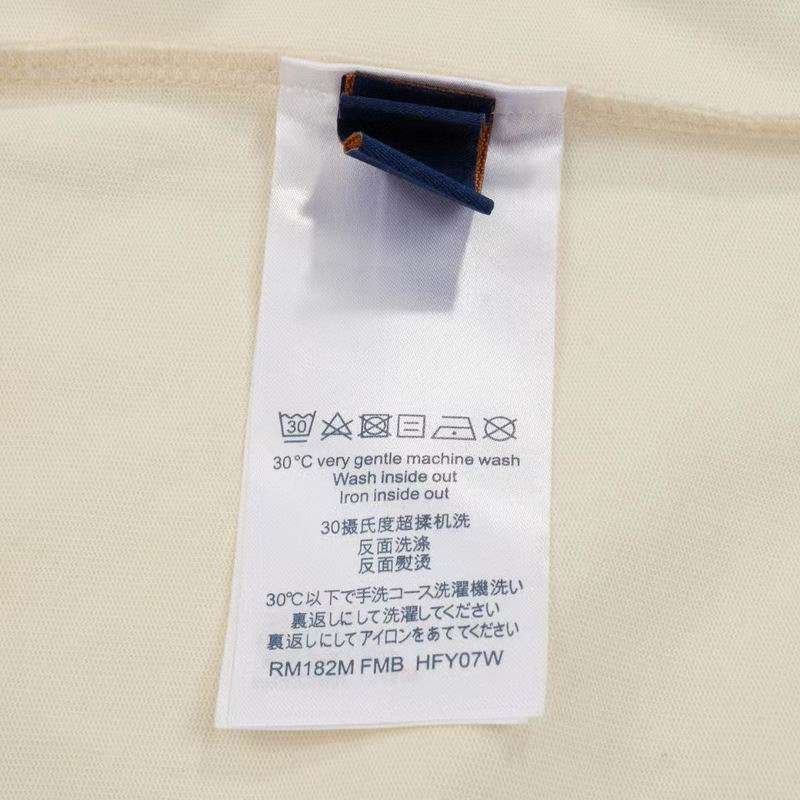 30
30°C very gentle machine wash
Wash inside out
Iron inside out
30摄氏度超揉机洗
反面洗涤
反面熨烫
30℃以下で手洗コース洗濯機洗い
裏返しにして洗濯してください
裏返しにしてアイロンをあててください
RM182M FMB HFY07W